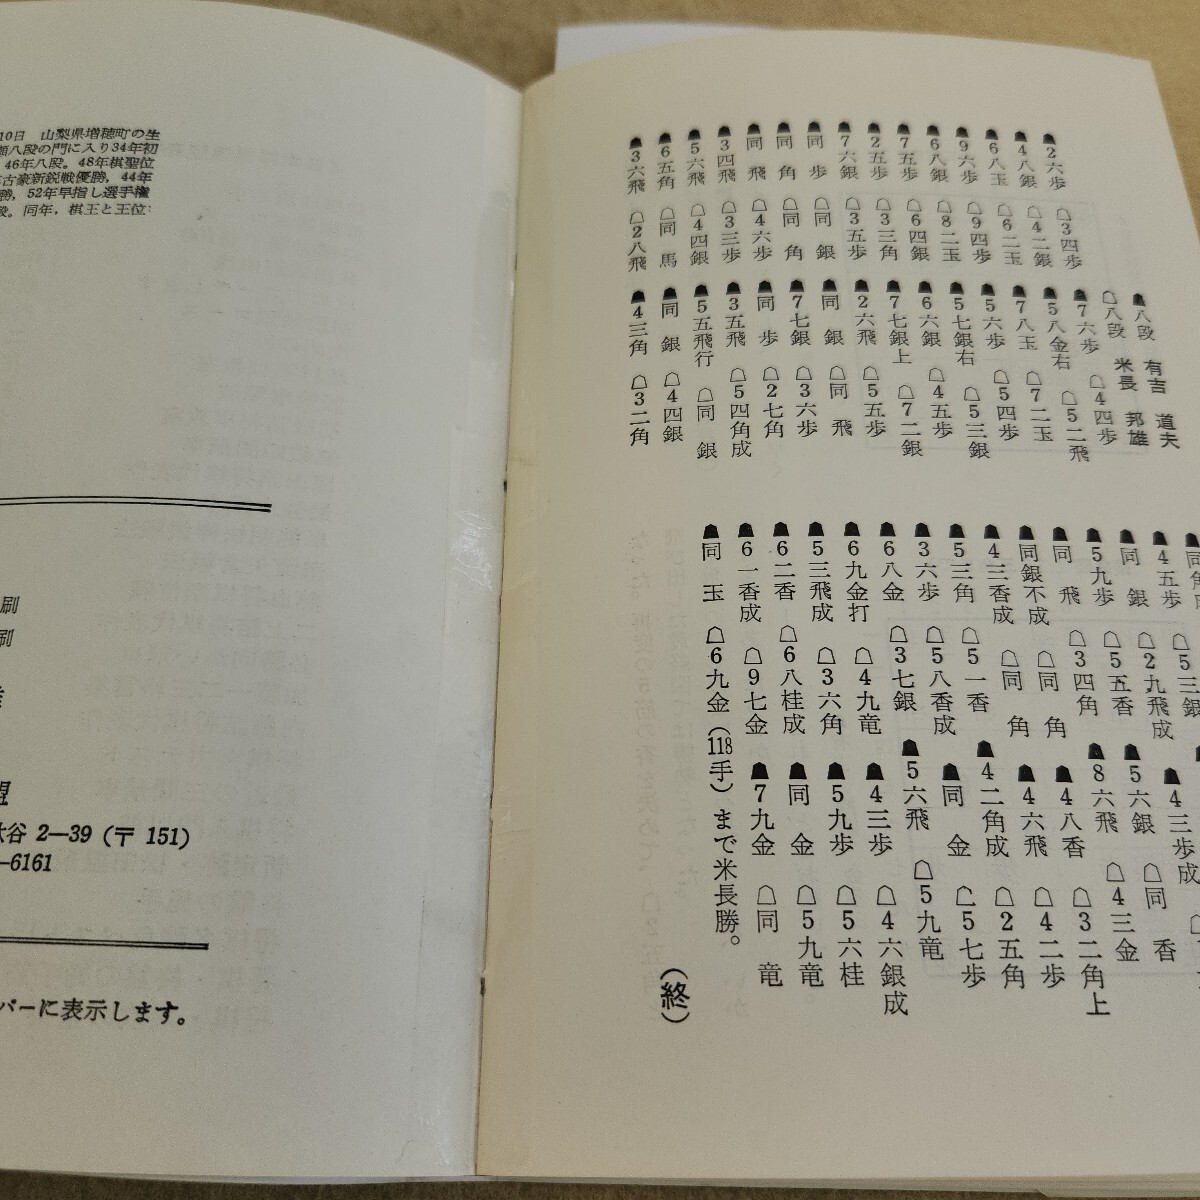 10日 山梨県増穂町の生
八段の門に入り34年初
46年八段。48年棋聖位
古豪新鋭戦優勝，44年
勝，52年早指し選手権
段。同年，棋王と王位
刷
刷
盟
谷 2—39 (〒 151)
—6161
バーに表示します。
☗八段 有吉 道夫
☖八段 米長 邦雄
☗2六歩 ☖3四歩 ☗7六歩 ☖4四歩
☗4八銀 ☖4二銀 ☗5八金右 ☖5二飛
☗6八玉 ☖6二玉 ☗7八玉 ☖7二玉
☗9六歩 ☖9四歩 ☗5六歩 ☖5四歩
☗6八銀 ☖8二玉 ☗5七銀右 ☖5三銀
☗7五歩 ☖6四銀 ☗6六銀 ☖4五歩
☗2五歩 ☖3三角 ☗7七銀上 ☖7二銀
☗7六銀 ☖3五歩 ☗2六飛 ☖5五歩
☗同 歩 ☖同 銀 ☗同 銀 ☖同 飛
☗同 角 ☖同 角 ☗7七銀 ☖3六歩
☗同 飛 ☖4六歩 ☗同 歩 ☖2七角
☗3四飛 ☖3三歩 ☗3五飛 ☖5四角成
☗5六飛 ☖4四銀 ☗5五飛行 ☖同 銀
☗6五角 ☖同 馬 ☗同 銀 ☖4四銀
☗3六飛 ☖2八飛 ☗4三角 ☖3二角
☗同角成
☗4五歩 ☖5三銀
☗同 銀 ☖2九飛成 ☗4三歩成
☗5九歩 ☖5五香 ☗5六銀 ☖同 香
☗同 飛 ☖3四角 ☗8六飛 ☖4三金
☗同銀不成 ☖同 角 ☗4八香 ☖3二角上
☗4三香成 ☖同 角 ☗4六飛 ☖4二歩
☗5三角 ☖5一香 ☗4二角成 ☖2五角
☗3六歩 ☖5八香成 ☗同 金 ☖5七歩
☗6八金 ☖3七銀 ☗5六飛 ☖5九竜
☗6九金打 ☖4九竜 ☗4三歩 ☖4六銀成
☗5三飛成 ☖3六角 ☗5九歩 ☖5六桂
☗6二香 ☖6八桂成 ☗同 金 ☖5九竜
☗6一香成 ☖9七金 ☗7九金 ☖同 竜
☗同 玉 ☖6九金（118手）まで米長勝。
（終）